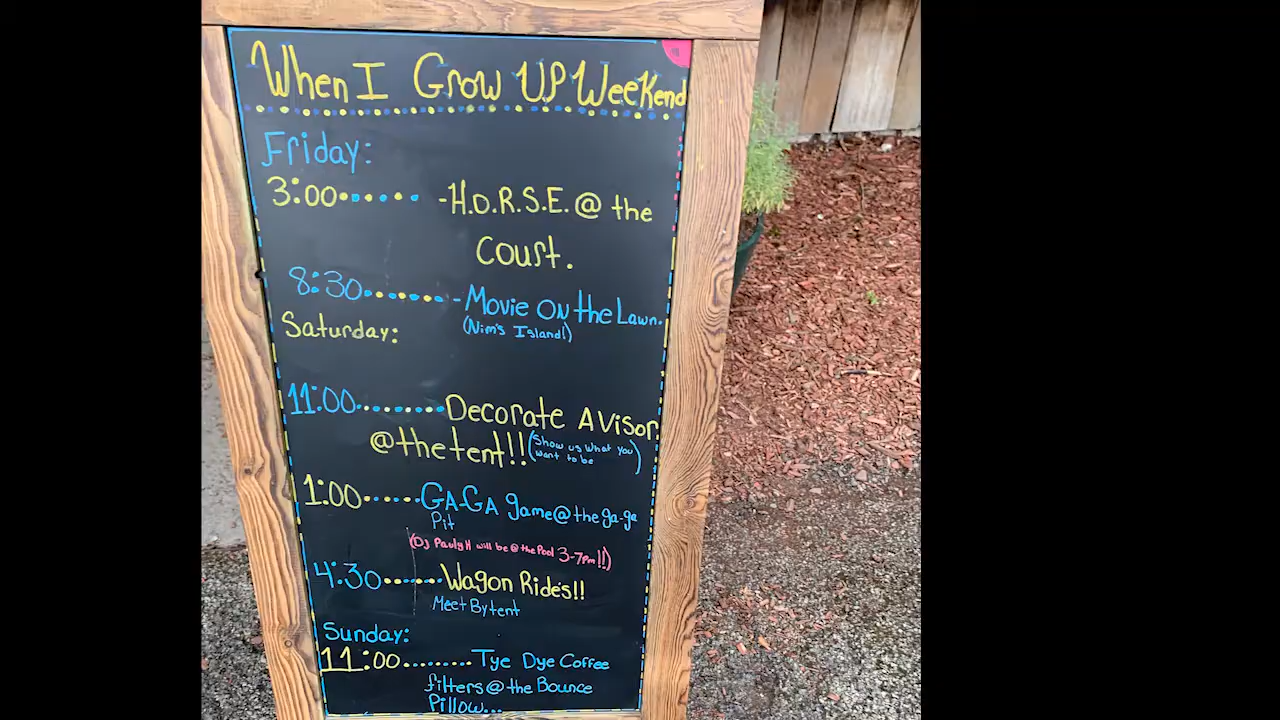 When I Grow UP Weekend
Friday:
3:00...... -H.O.R.S.E. @ the
Court.
8:30....... -Movie On the Lawn.
(Nim's Island!)
Saturday:
11:00.........Decorate A Visor
@the tent!! (Show us what you
want to be)
1:00......GA-GA game@the ga-ga
Pit
(DJ Pauly H will be @ the Pool 3-7pm!!)
4:30.......Wagon Rides!!
Meet By tent
Sunday:
11:00.........Tye Dye Coffee
filters@the Bounce
Pillow...